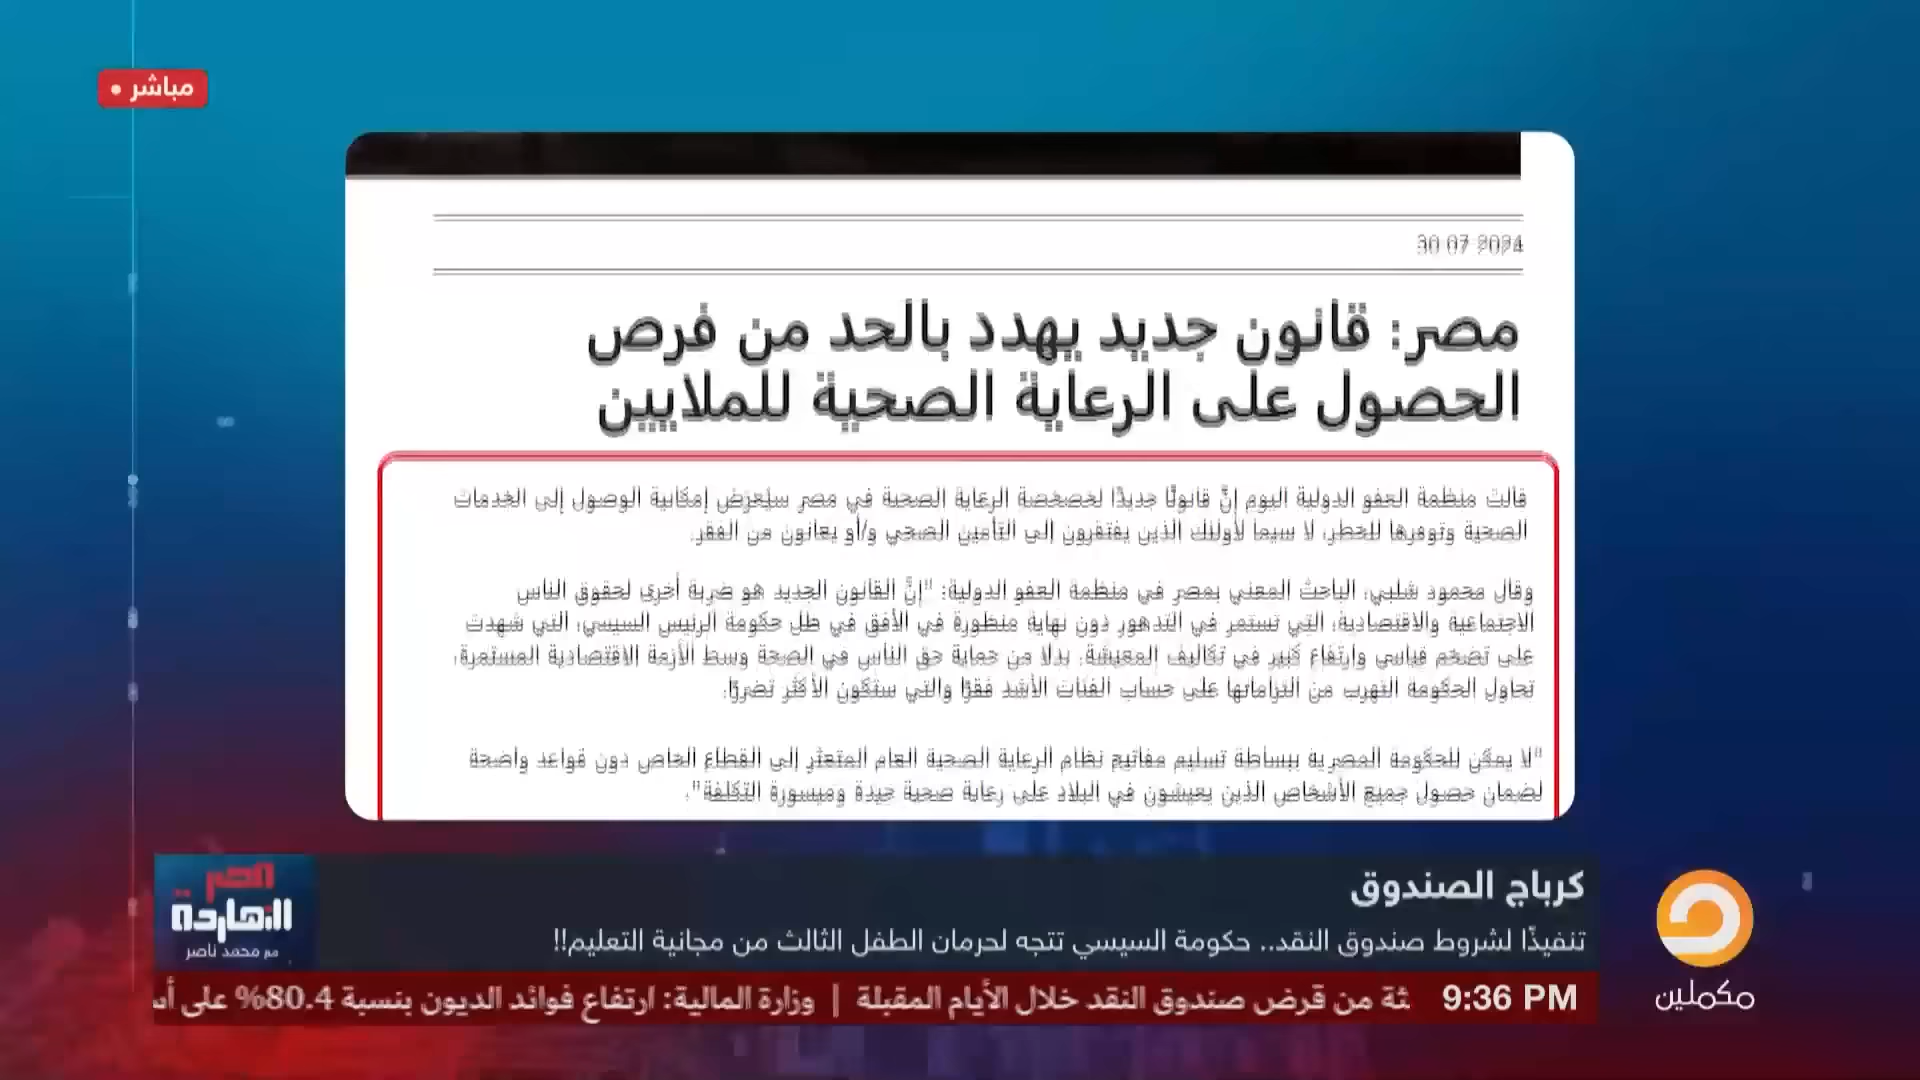 مباشر
30 07 2024
مصر: قانون جديد يهدد بالحد من فرص
الحصول على الرعاية الصحية للملايين
قالت منظمة العفو الدولية اليوم إنَّ قانونًا جديدًا لخصخصة الرعاية الصحية في مصر سيُعرّض إمكانية الوصول إلى الخدمات
الصحية وتوفرها للخطر، لا سيما لأولئك الذين يفتقرون إلى التأمين الصحي و/أو يعانون من الفقر.
وقال محمود شلبي، الباحث المعني بمصر في منظمة العفو الدولية: "إنَّ القانون الجديد هو ضربة أخرى لحقوق الناس
الاجتماعية والاقتصادية، التي تستمر في التدهور دون نهاية منظورة في الأفق في ظل حكومة الرئيس السيسي، التي شهدت
على تضخم قياسي وارتفاع كبير في تكاليف المعيشة. بدلا من حماية حق الناس في الصحة وسط الأزمة الاقتصادية المستمرة،
تحاول الحكومة التهرب من التزاماتها على حساب الفئات الأشد فقرًا والتي ستكون الأكثر تضررًا.
"لا يمكن للحكومة المصرية ببساطة تسليم مفاتيح نظام الرعاية الصحية العام المتعثر إلى القطاع الخاص دون قواعد واضحة
لضمان حصول جميع الأشخاص الذين يعيشون في البلاد على رعاية صحية جيدة وميسورة التكلفة".
كرباج الصندوق
تنفيذًا لشروط صندوق النقد.. حكومة السيسي تتجه لحرمان الطفل الثالث من مجانية التعليم!!
مصر
النهاردة
مع محمد ناصر
9:36 PM
ثة من قرض صندوق النقد خلال الأيام المقبلة | وزارة المالية: ارتفاع فوائد الديون بنسبة 80.4% على أس
مكملين